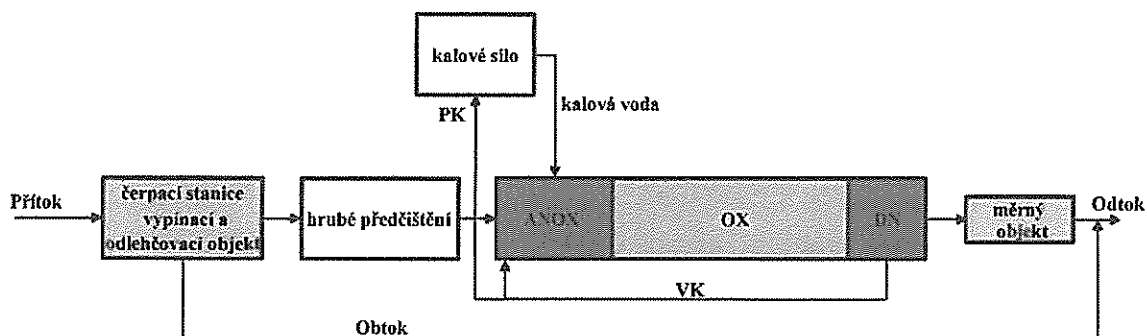 kalové silo
kalová voda
PK
Přítok
čerpací stanice
vypínací a
odlehčovací objekt
hrubé předčištění
ANOX
OX
DN
měrný
objekt
Odtok
VK
Obtok